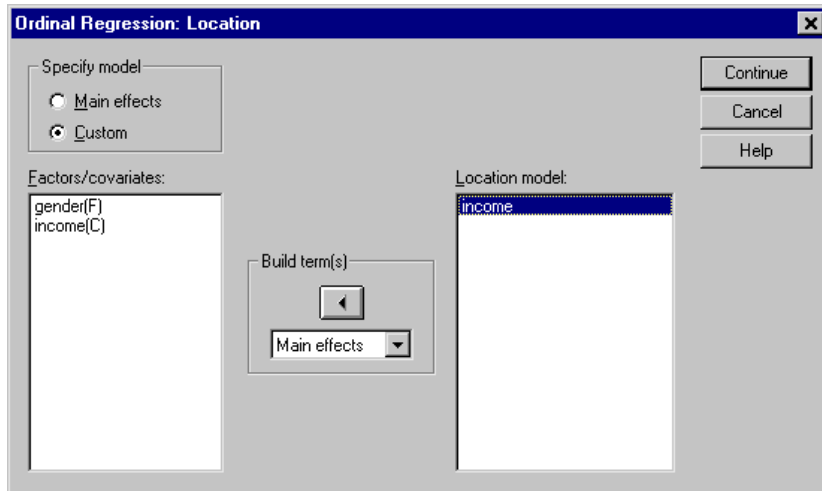 Ordinal Regression: Location
Specify model
Main effects
Custom
Continue
Cancel
Help
Factors/covariates:
gender(F)
income(C)
Build term(s)
Main effects
Location model:
income